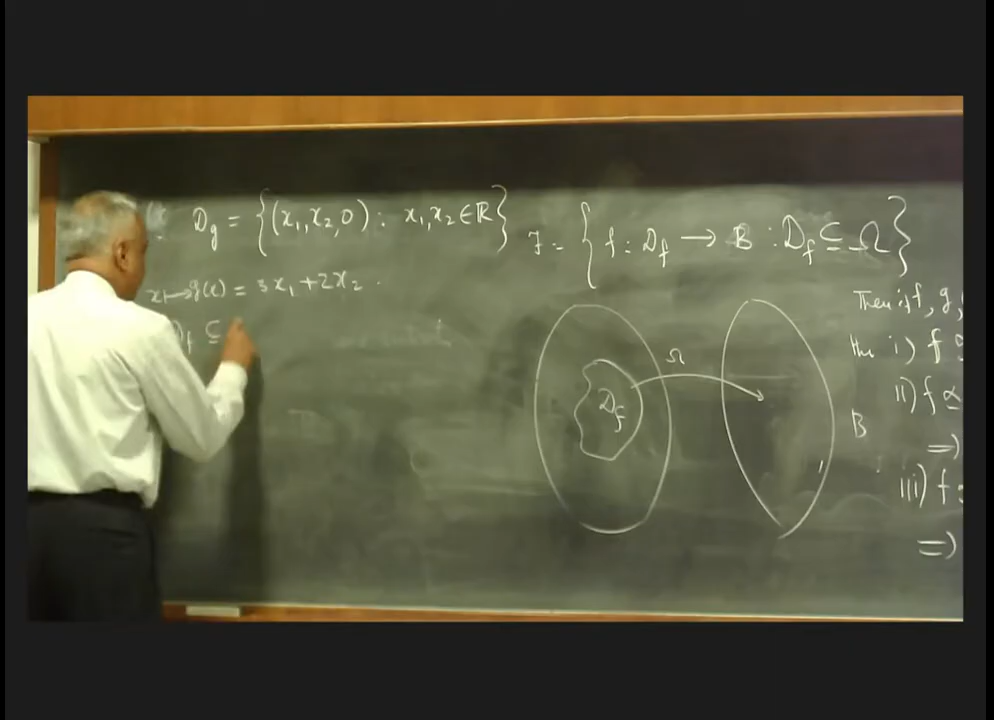 D_g = {(x₁, x₂, 0) : x₁, x₂ ∈ ℝ}
x ↦ g(x) = 3x₁ + 2x₂ .
D_f ⊆
F = { f : D_f → B : D_f ⊆ Ω }
Ω
D_f
B
Then if f, g,
the i) f
ii) f α
⇒)
iii) f
⇒)